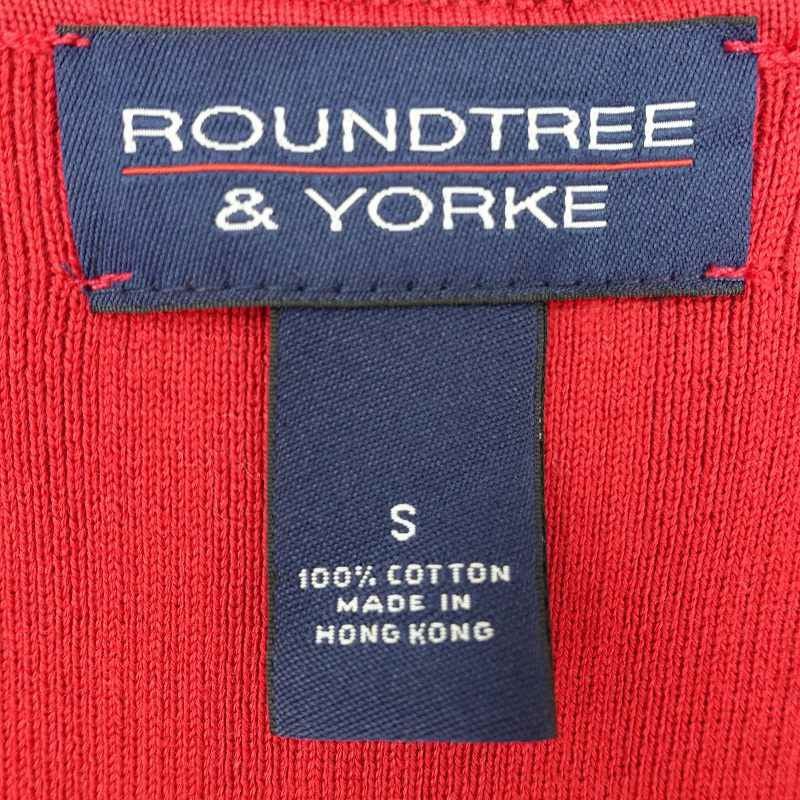 ROUNDTREE
& YORKE
S
100% COTTON
MADE IN
HONG KONG